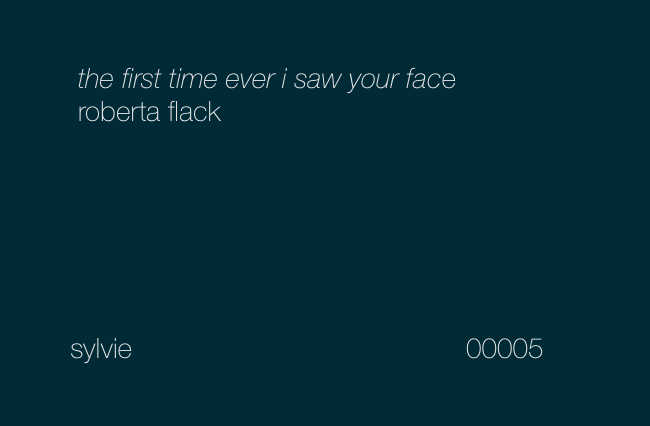 the first time ever i saw your face
roberta flack
sylvie
00005